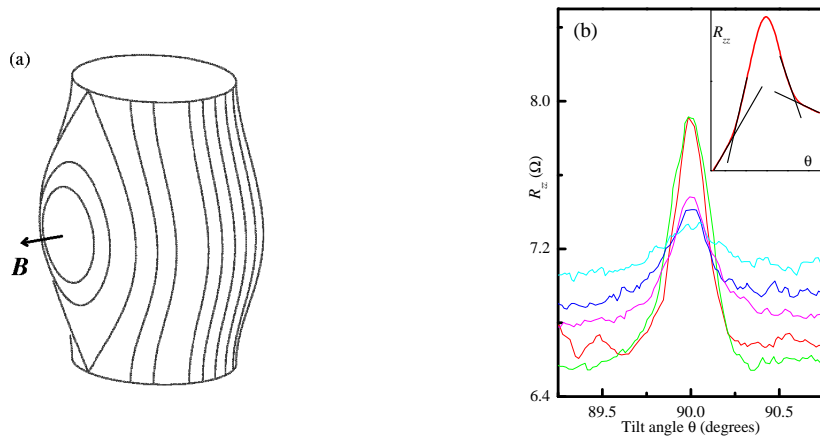 (a)
B
(b)
R_zz
θ
8.0
7.2
6.4
R_zz (Ω)
89.5 90.0 90.5
Tilt angle θ (degrees)